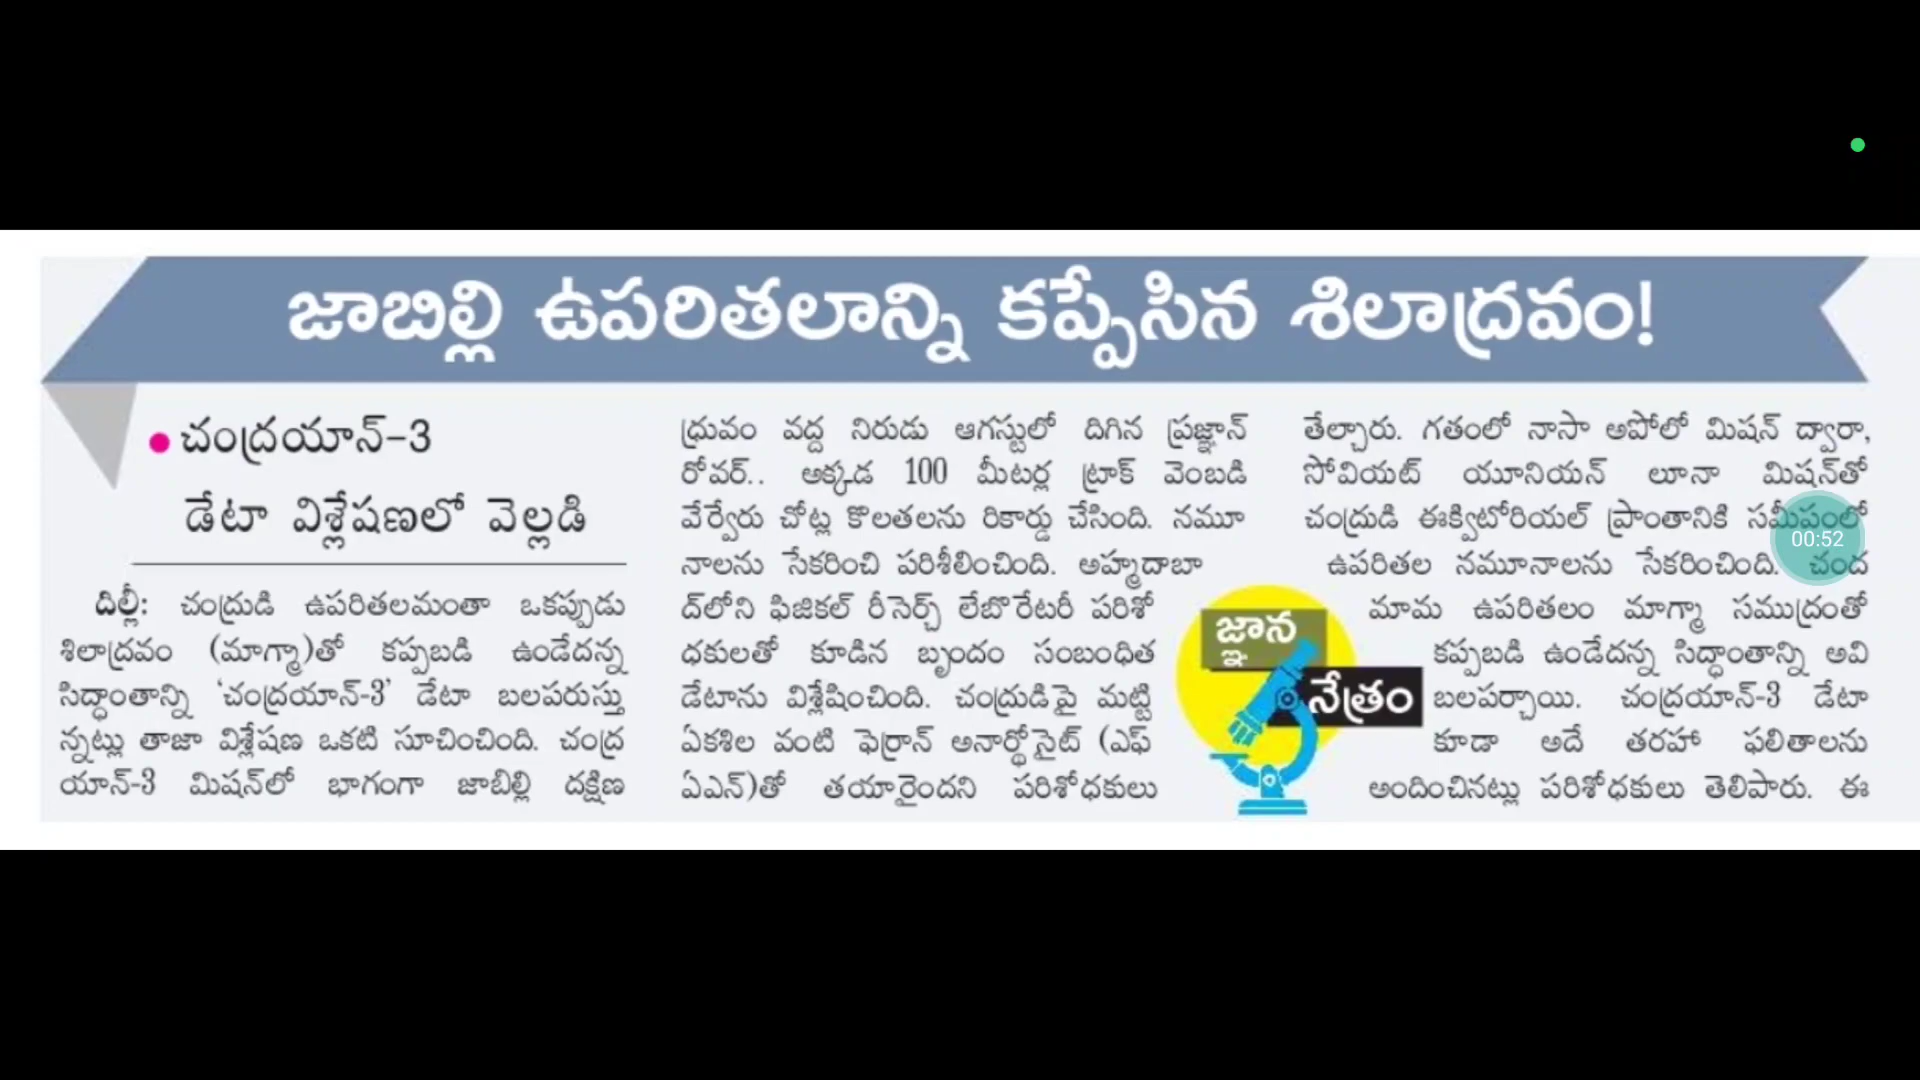 జాబిల్లి ఉపరితలాన్ని కప్పేసిన శిలాద్రవం!
చంద్రయాన్-3
డేటా విశ్లేషణలో వెల్లడి
దిల్లీ: చంద్రుడి ఉపరితలమంతా ఒకప్పుడు
శిలాద్రవం (మాగ్మా)తో కప్పబడి ఉండేదన్న
సిద్ధాంతాన్ని ‘చంద్రయాన్-3’ డేటా బలపరుస్తు
న్నట్లు తాజా విశ్లేషణ ఒకటి సూచించింది. చంద్ర
యాన్-3 మిషన్‌లో భాగంగా జాబిల్లి దక్షిణ
ధ్రువం వద్ద నిరుడు ఆగస్టులో దిగిన ప్రజ్ఞాన్
రోవర్.. అక్కడ 100 మీటర్ల ట్రాక్ వెంబడి
వేర్వేరు చోట్ల కొలతలను రికార్డు చేసింది. నమూ
నాలను సేకరించి పరిశీలించింది. అహ్మదాబా
ద్‌లోని ఫిజికల్ రీసెర్చ్ లేబొరేటరీ పరిశో
ధకులతో కూడిన బృందం సంబంధిత
డేటాను విశ్లేషించింది. చంద్రుడిపై మట్టి
ఏకశిల వంటి ఫెర్రాన్ అనార్థోసైట్ (ఎఫ్
ఏఎన్)తో తయారైందని పరిశోధకులు
జ్ఞాన
నేత్రం
తేల్చారు. గతంలో నాసా అపోలో మిషన్ ద్వారా,
సోవియట్ యూనియన్ లూనా మిషన్‌తో
చంద్రుడి ఈక్విటోరియల్ ప్రాంతానికి సమీపంలో
ఉపరితల నమూనాలను సేకరించింది. చంద
మామ ఉపరితలం మాగ్మా సముద్రంతో
కప్పబడి ఉండేదన్న సిద్ధాంతాన్ని అవి
బలపర్చాయి. చంద్రయాన్-3 డేటా
కూడా అదే తరహా ఫలితాలను
అందించినట్లు పరిశోధకులు తెలిపారు. ఈ
00:52